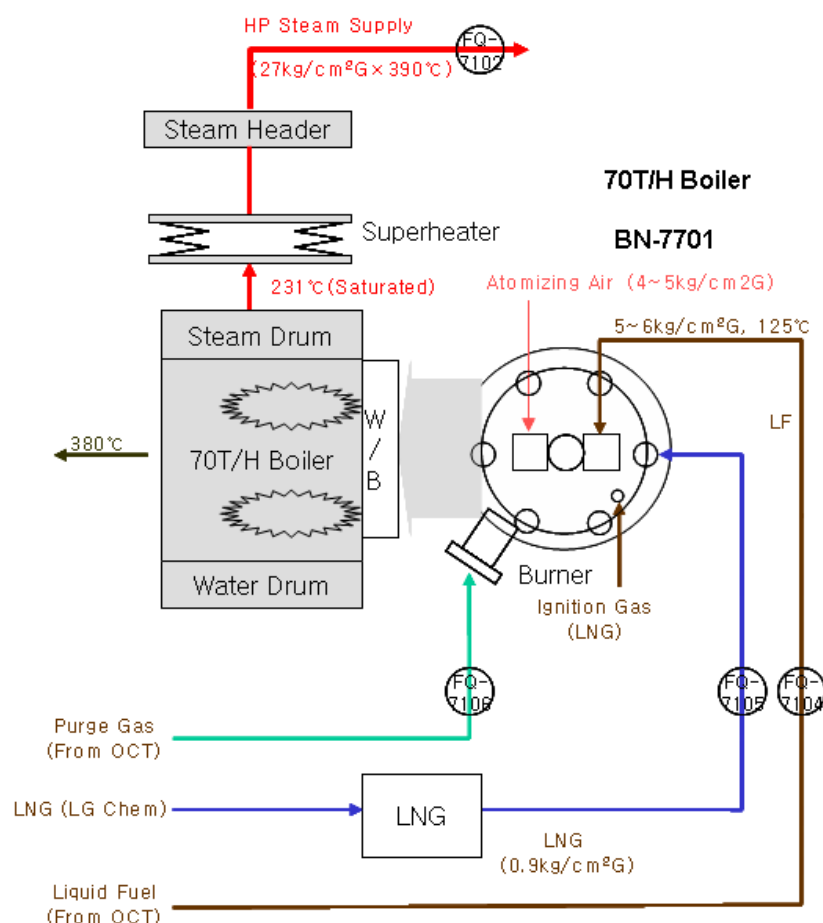 HP Steam Supply
(27kg/cm²G×390℃)
FQ-
7102
Steam Header
70T/H Boiler
Superheater
BN-7701
231℃(Saturated)
Atomizing Air (4~5kg/cm2G)
Steam Drum
5~6kg/cm²G, 125℃
W
/
B
LF
380℃
70T/H Boiler
Water Drum
Burner
Ignition Gas
(LNG)
FQ-
7106
FQ-
7105
FQ-
7104
Purge Gas
(From OCT)
LNG (LG Chem)
LNG
LNG
(0.9kg/cm²G)
Liquid Fuel
(From OCT)